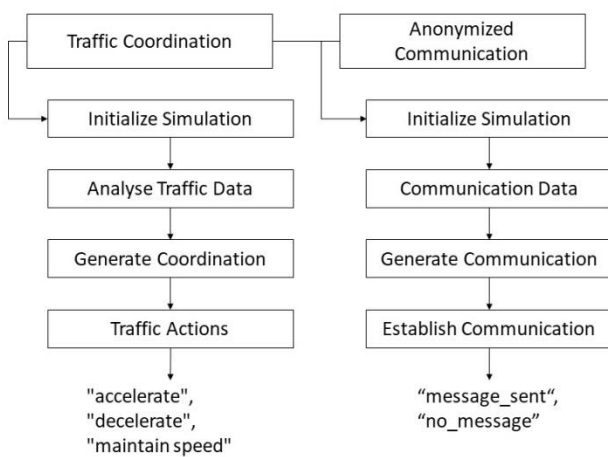 Traffic Coordination
Anonymized
Communication
Initialize Simulation
Initialize Simulation
Analyse Traffic Data
Communication Data
Generate Coordination
Generate Communication
Traffic Actions
Establish Communication
"accelerate",
"decelerate",
"maintain speed"
“message_sent“,
“no_message”